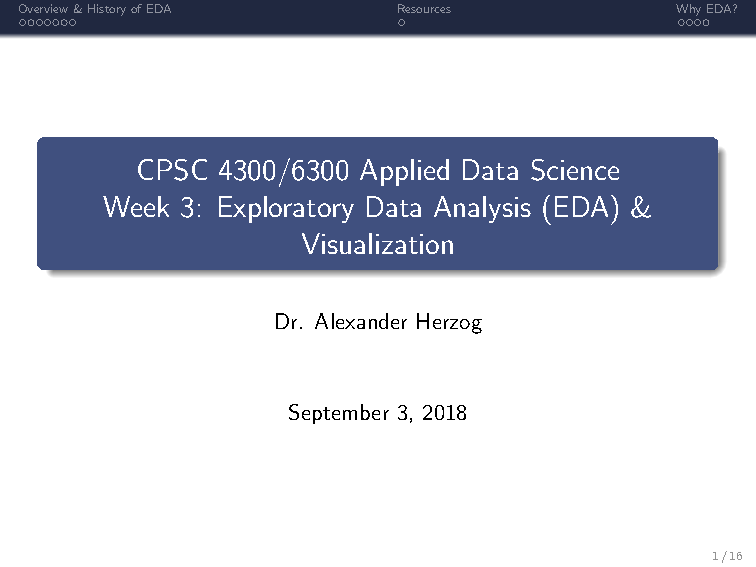 Overview & History of EDA
Resources
Why EDA?
CPSC 4300/6300 Applied Data Science
Week 3: Exploratory Data Analysis (EDA) &
Visualization
Dr. Alexander Herzog
September 3, 2018
1 / 16